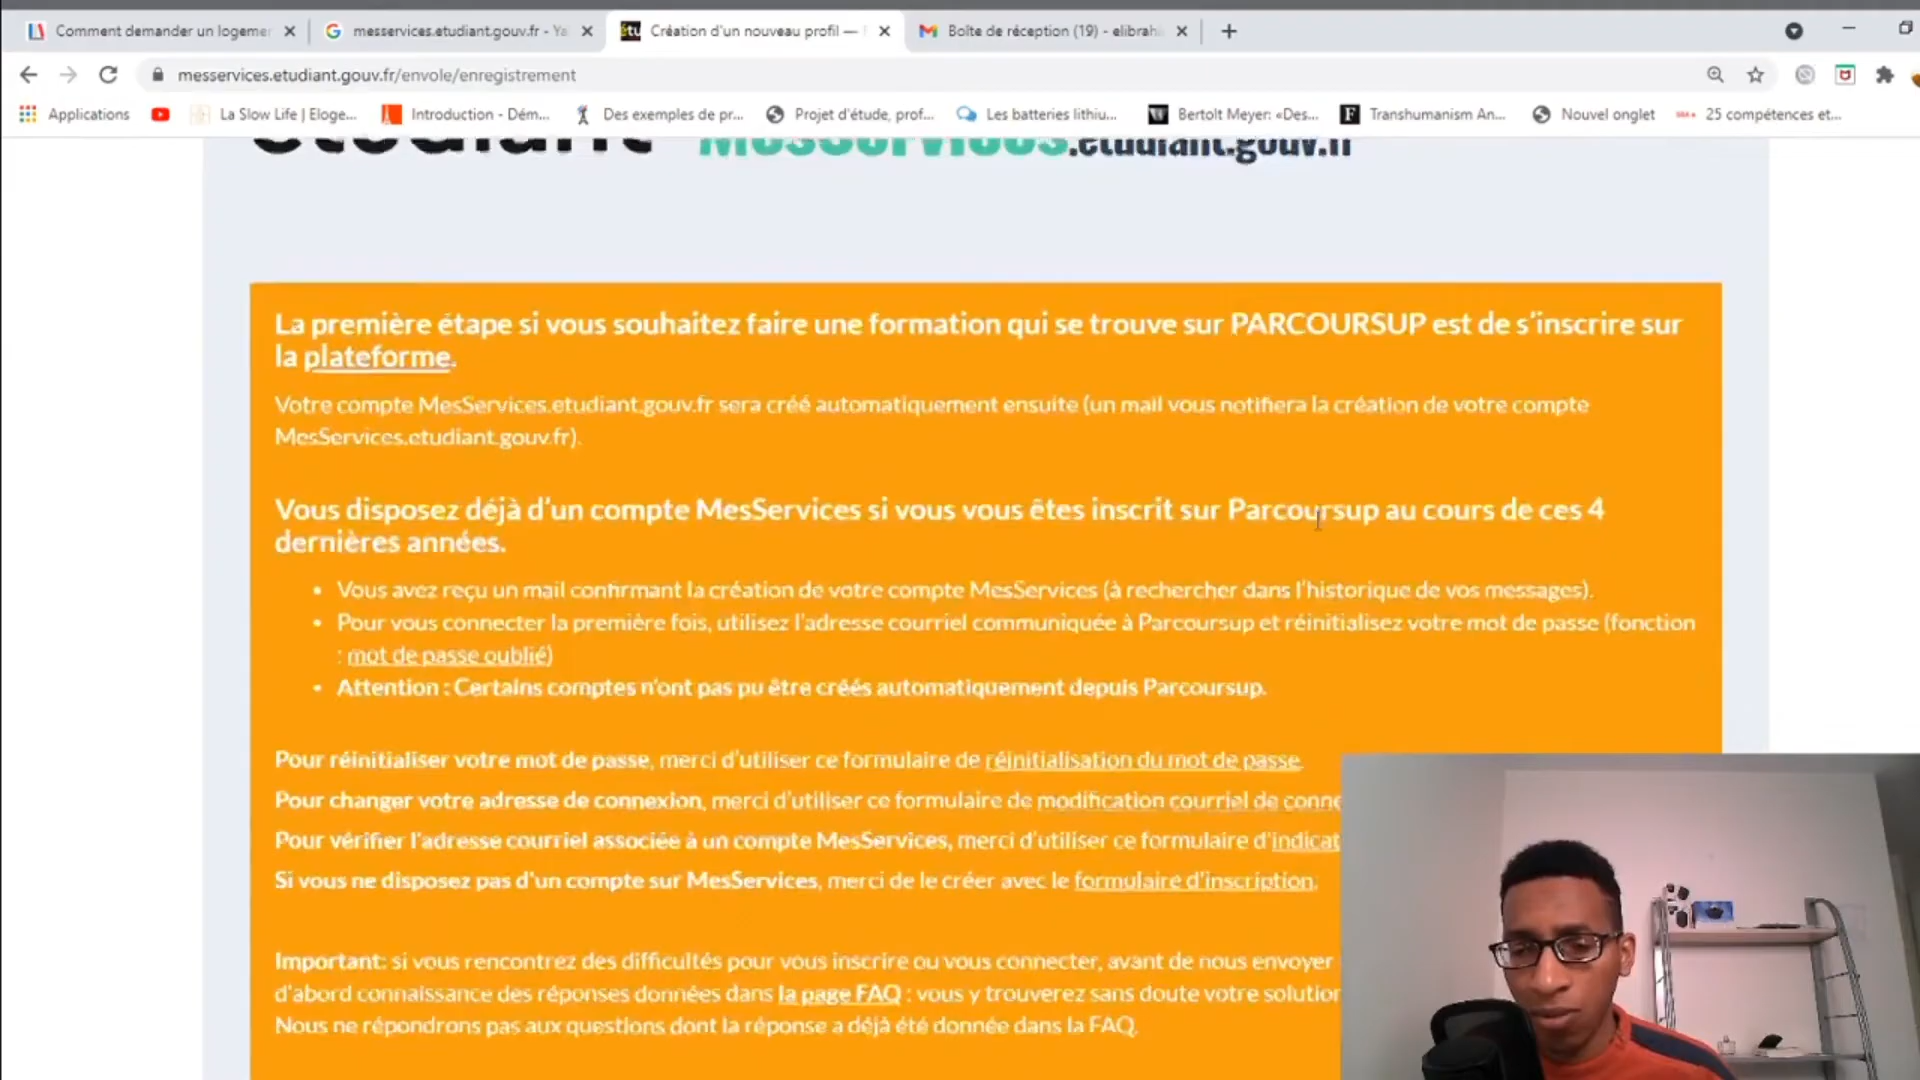 Comment demander un logeme
messervices.etudiant.gouv.fr - Ya
Création d'un nouveau profil —
Boîte de réception (19) - elibrah
messervices.etudiant.gouv.fr/envole/enregistrement
Applications
La Slow Life | Eloge...
Introduction - Dém...
Des exemples de pr...
Projet d'étude, prof...
Les batteries lithiu...
Bertolt Meyer: «Des...
Transhumanism An...
Nouvel onglet
25 compétences et...
étudiant MesServices.etudiant.gouv.fr
La première étape si vous souhaitez faire une formation qui se trouve sur PARCOURSUP est de s'inscrire sur
la plateforme.
Votre compte MesServices.etudiant.gouv.fr sera créé automatiquement ensuite (un mail vous notifiera la création de votre compte
MesServices.etudiant.gouv.fr).
Vous disposez déjà d'un compte MesServices si vous vous êtes inscrit sur Parcoursup au cours de ces 4
dernières années.
• Vous avez reçu un mail confirmant la création de votre compte MesServices (à rechercher dans l'historique de vos messages).
• Pour vous connecter la première fois, utilisez l'adresse courriel communiquée à Parcoursup et réinitialisez votre mot de passe (fonction
: mot de passe oublié)
• Attention : Certains comptes n'ont pas pu être créés automatiquement depuis Parcoursup.
Pour réinitialiser votre mot de passe, merci d'utiliser ce formulaire de réinitialisation du mot de passe.
Pour changer votre adresse de connexion, merci d'utiliser ce formulaire de modification courriel de conne
Pour vérifier l'adresse courriel associée à un compte MesServices, merci d'utiliser ce formulaire d'indicat
Si vous ne disposez pas d'un compte sur MesServices, merci de le créer avec le formulaire d'inscription.
Important: si vous rencontrez des difficultés pour vous inscrire ou vous connecter, avant de nous envoyer
d'abord connaissance des réponses données dans la page FAQ : vous y trouverez sans doute votre solution
Nous ne répondrons pas aux questions dont la réponse a déjà été donnée dans la FAQ.